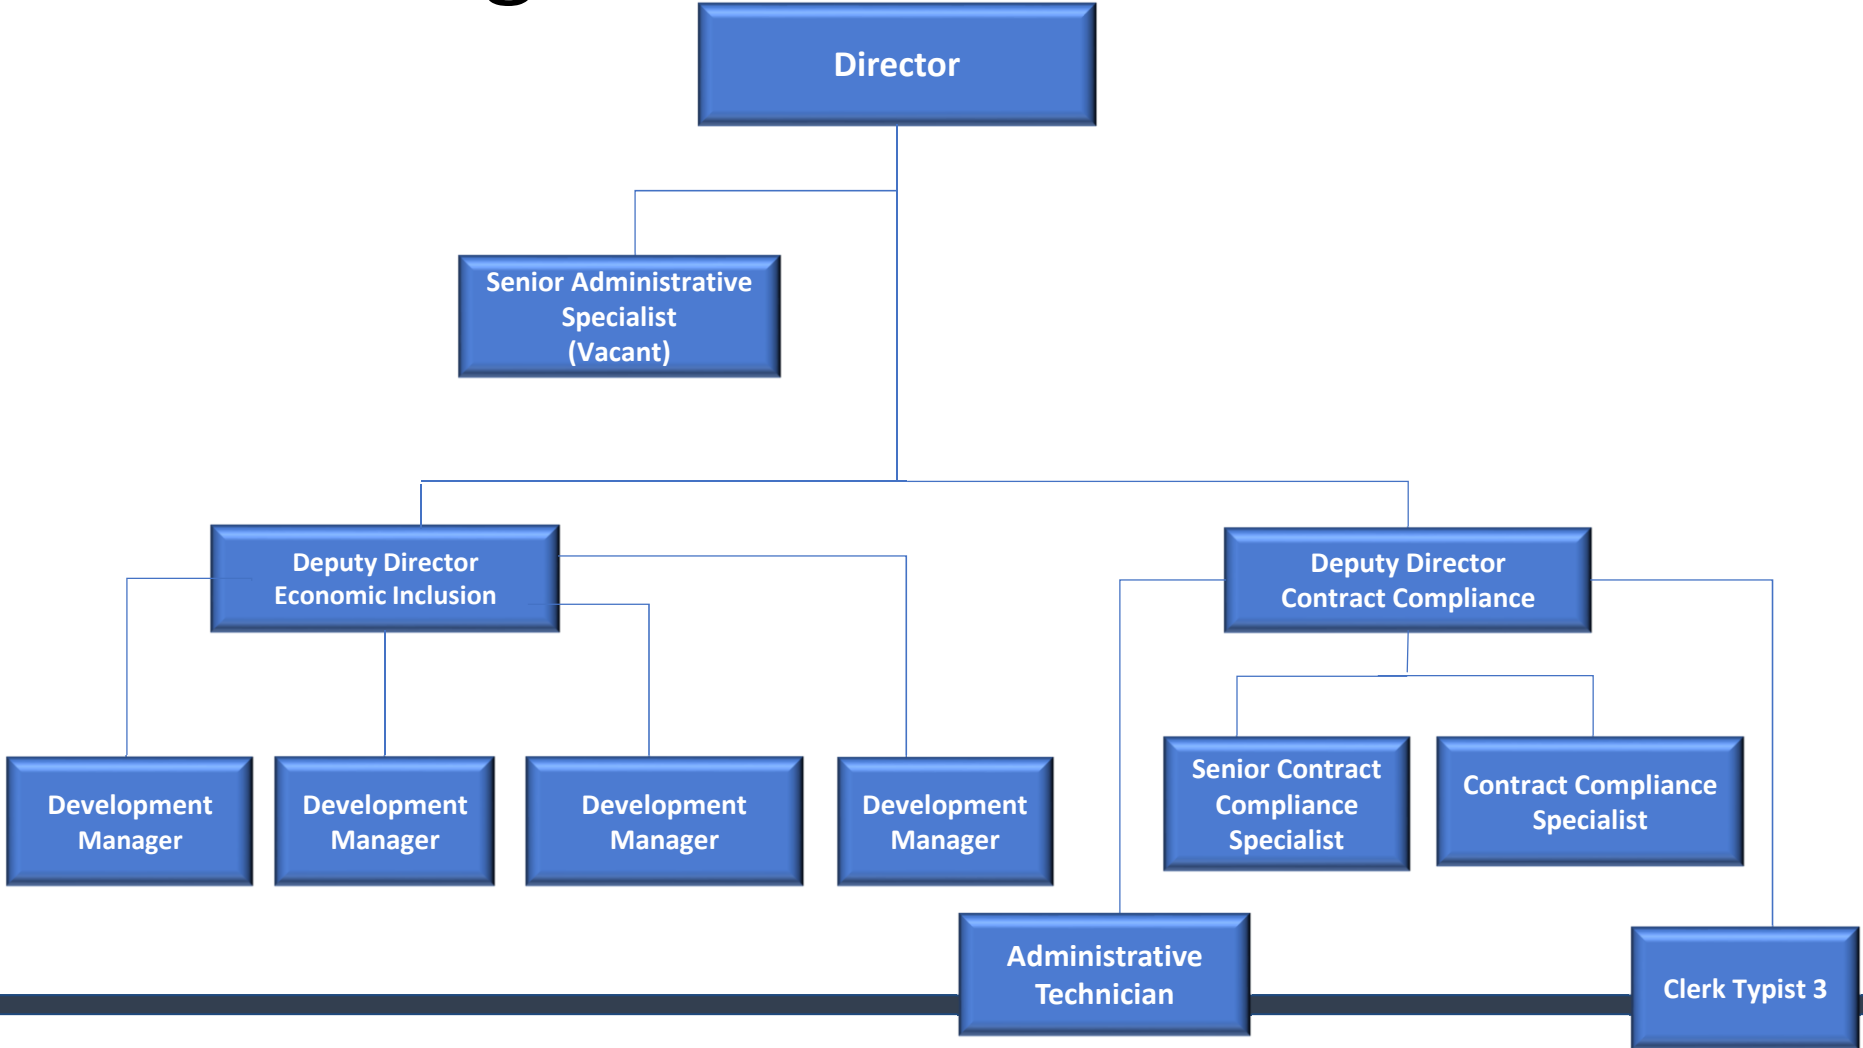 Director
Senior Administrative
Specialist
(Vacant)
Deputy Director
Economic Inclusion
Deputy Director
Contract Compliance
Development
Manager
Development
Manager
Development
Manager
Development
Manager
Senior Contract
Compliance
Specialist
Contract Compliance
Specialist
Administrative
Technician
Clerk Typist 3